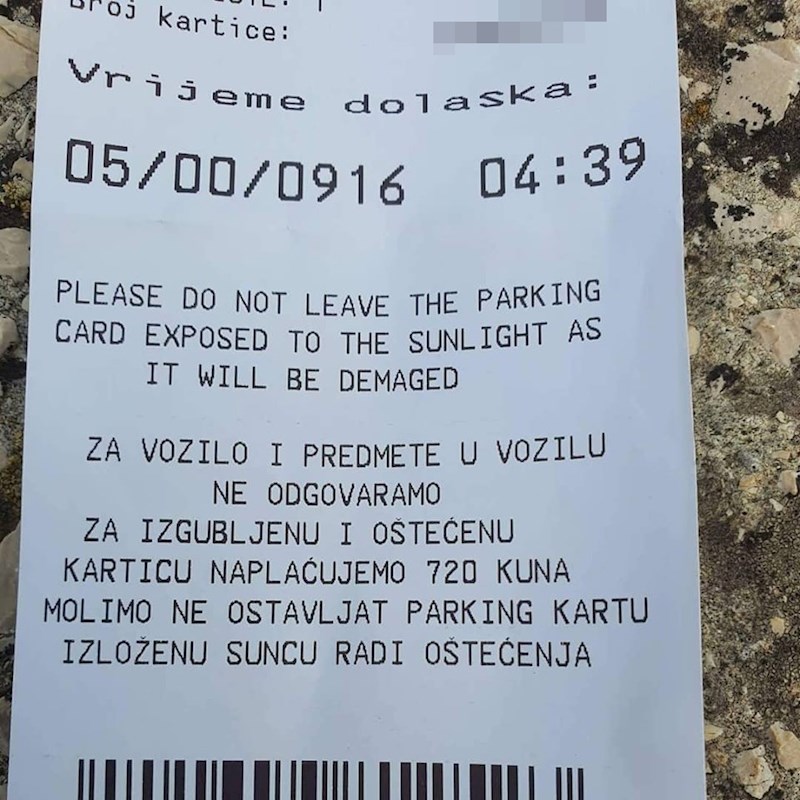 Broj kartice:
Vrijeme dolaska:
05/00/0916 04:39
PLEASE DO NOT LEAVE THE PARKING
CARD EXPOSED TO THE SUNLIGHT AS
IT WILL BE DEMAGED
ZA VOZILO I PREDMETE U VOZILU
NE ODGOVARAMO
ZA IZGUBLJENU I OŠTEĆENU
KARTICU NAPLAĆUJEMO 720 KUNA
MOLIMO NE OSTAVLJAT PARKING KARTU
IZLOŽENU SUNCU RADI OŠTEĆENJA